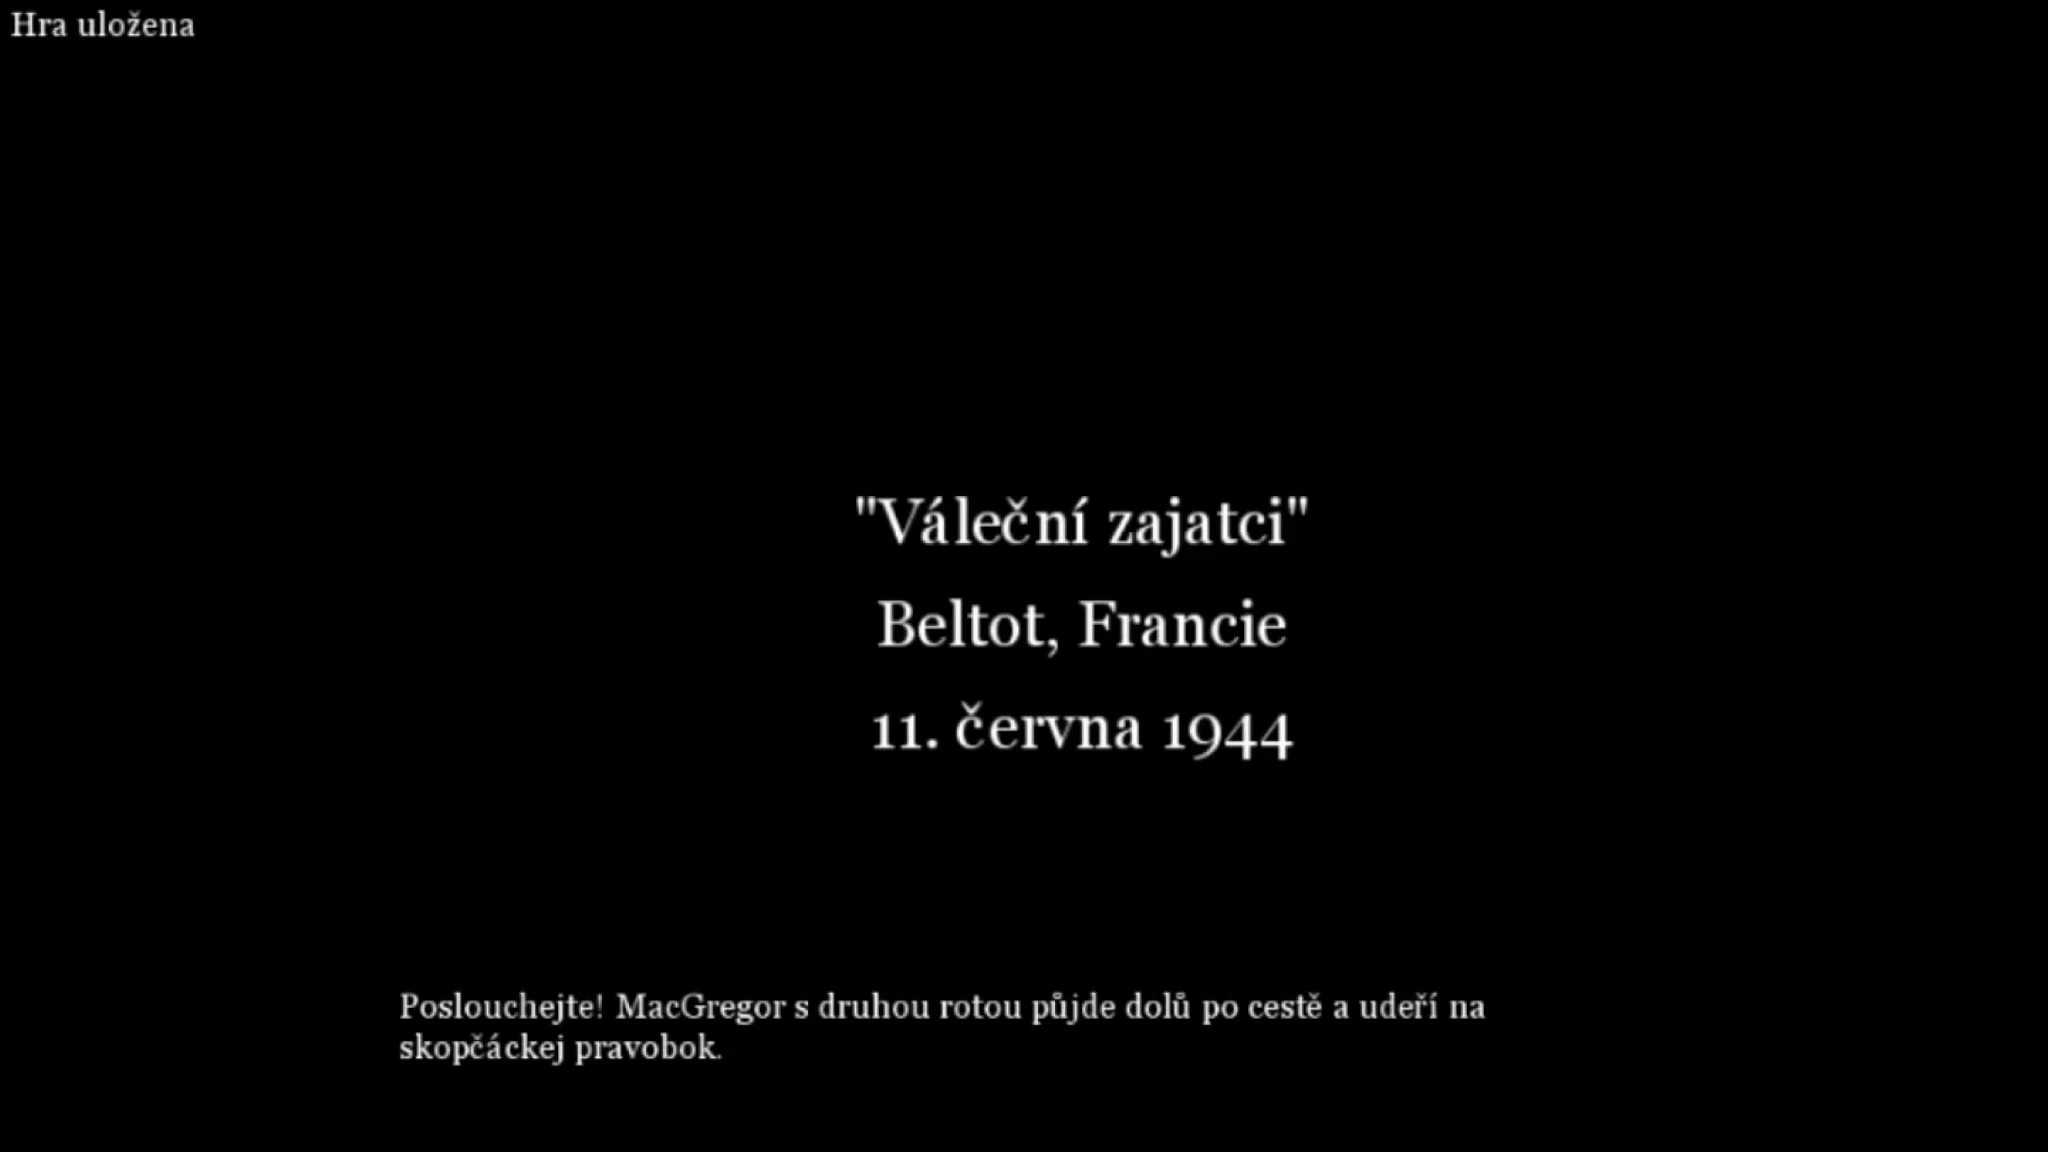 Hra uložena
"Váleční zajatci"
Beltot, Francie
11. června 1944
Poslouchejte! MacGregor s druhou rotou půjde dolů po cestě a udeří na
skopčáckej pravobok.